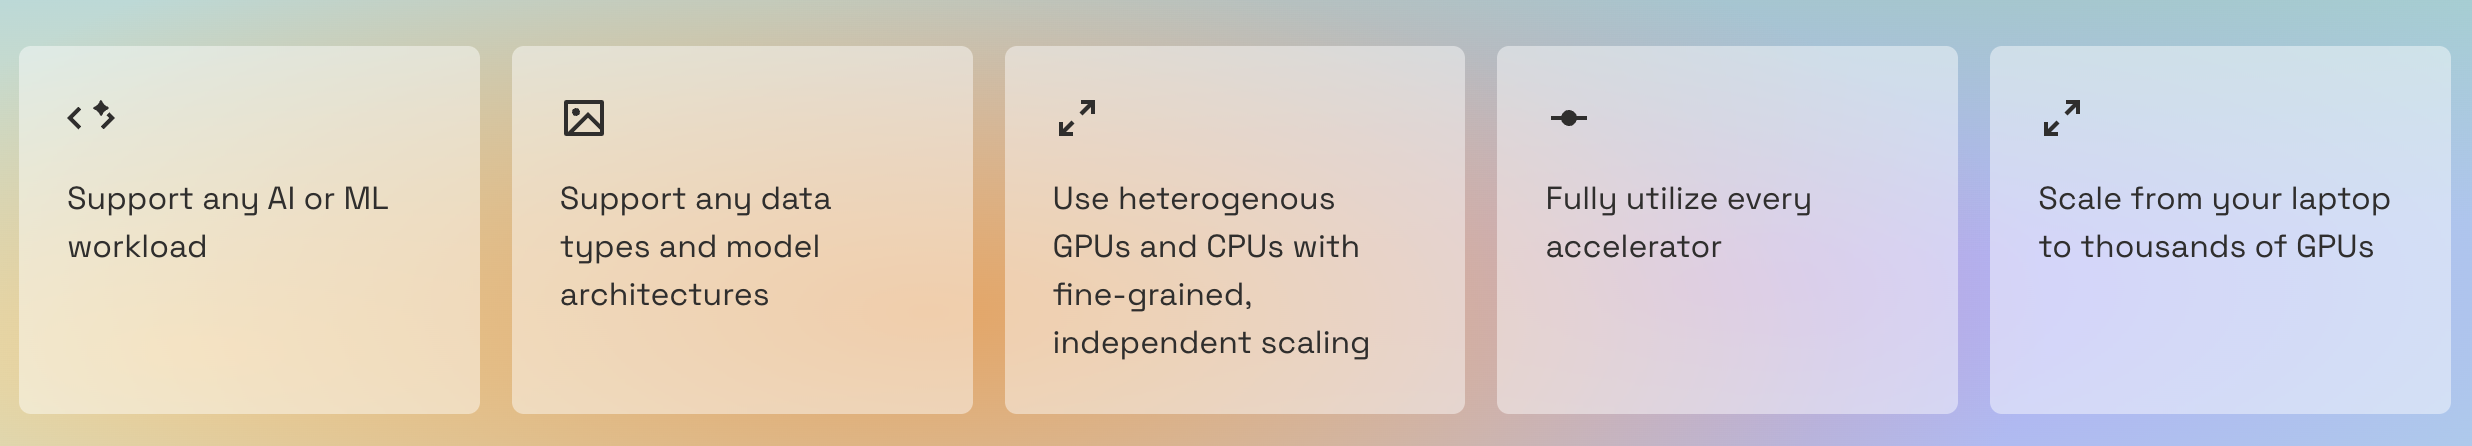 Support any AI or ML
workload
Support any data
types and model
architectures
Use heterogenous
GPUs and CPUs with
fine-grained,
independent scaling
Fully utilize every
accelerator
Scale from your laptop
to thousands of GPUs